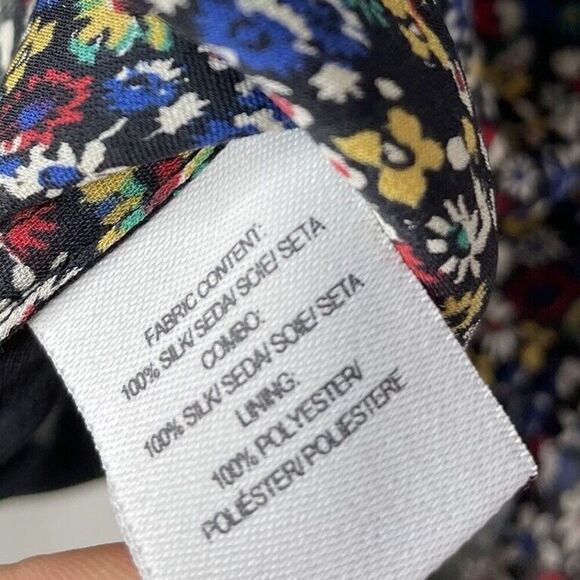 FABRIC CONTENT:
100% SILK/ SEDA/ SOIE/ SETA
COMBO:
100% SILK/ SEDA/ SOIE/ SETA
LINING:
100% POLYESTER/
POLIÉSTER/ POLIESTERE